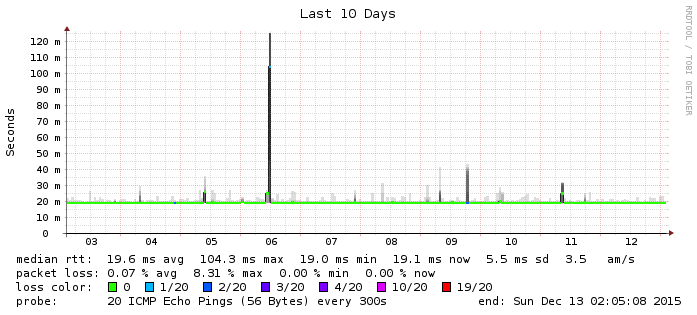 Last 10 Days
RRDTOOL / TOBI OETIKER
Seconds
120 m
110 m
100 m
90 m
80 m
70 m
60 m
50 m
40 m
30 m
20 m
10 m
0
03 04 05 06 07 08 09 10 11 12
median rtt: 19.6 ms avg 104.3 ms max 19.0 ms min 19.1 ms now 5.5 ms sd 3.5 am/s
packet loss: 0.07 % avg 8.31 % max 0.00 % min 0.00 % now
loss color: 0 1/20 2/20 3/20 4/20 10/20 19/20
probe: 20 ICMP Echo Pings (56 Bytes) every 300s end: Sun Dec 13 02:05:08 2015